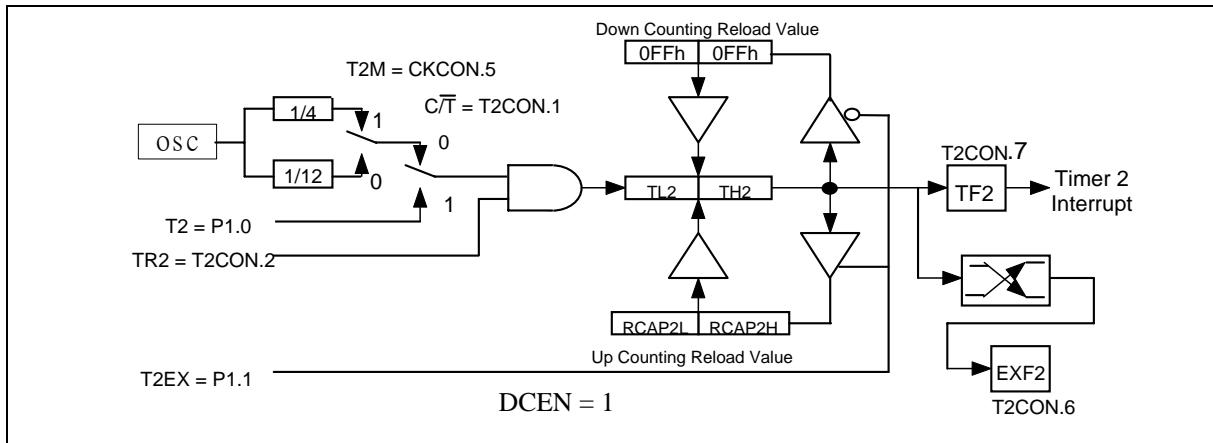 Down Counting Reload Value
0FFh 0FFh
T2M = CKCON.5
C/T̅ = T2CON.1
1/4
1
0
OSC
T2CON.7
1/12
0
TL2 TH2
TF2
Timer 2
Interrupt
1
T2 = P1.0
TR2 = T2CON.2
RCAP2L RCAP2H
Up Counting Reload Value
T2EX = P1.1
EXF2
DCEN = 1
T2CON.6